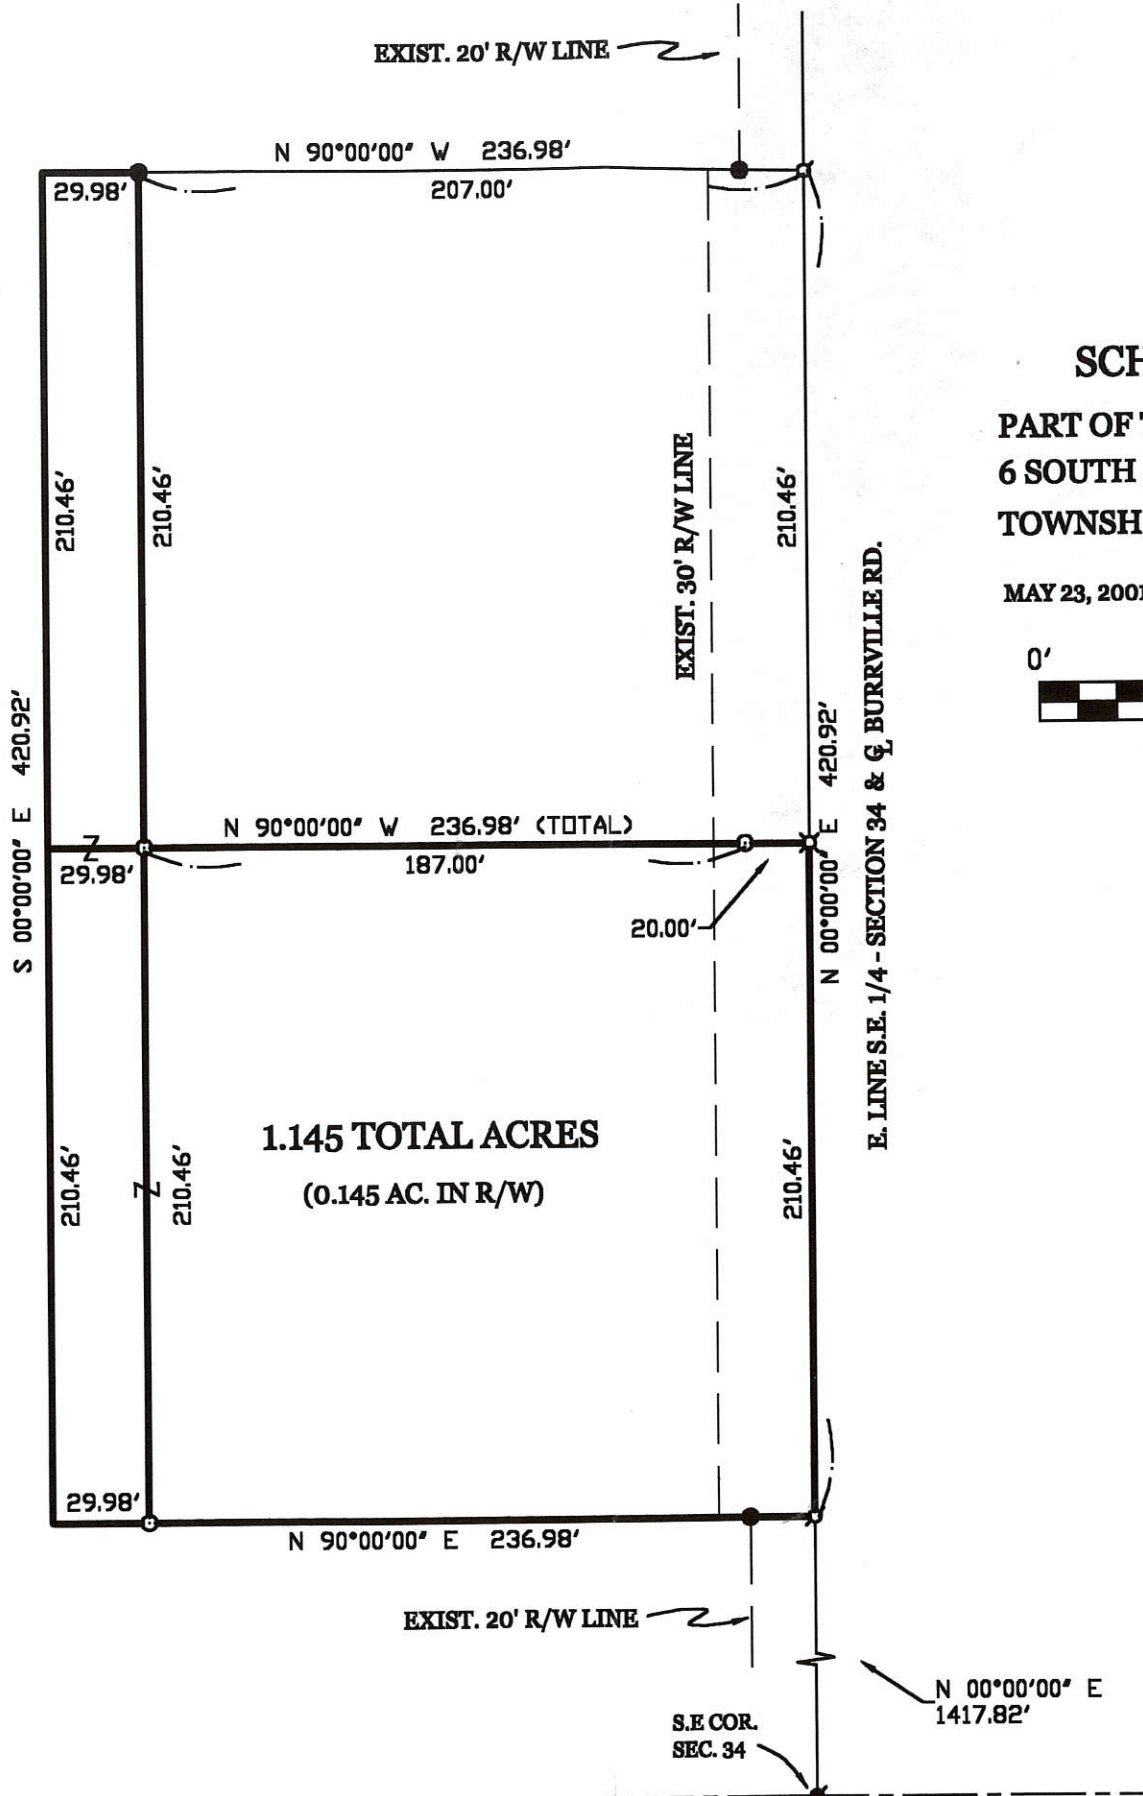 EXIST. 20' R/W LINE
N 90°00'00" W 236.98'
29.98'
207.00'
210.46'
210.46'
EXIST. 30' R/W LINE
210.46'
SCH
PART OF
6 SOUTH
TOWNSH
MAY 23, 2001
0'
S 00°00'00" E 420.92'
N 00°00'00" E 420.92'
E. LINE S.E. 1/4 - SECTION 34 & ℄ BURRVILLE RD.
N 90°00'00" W 236.98' (TOTAL)
Z
29.98'
187.00'
20.00'
1.145 TOTAL ACRES
(0.145 AC. IN R/W)
210.46'
Z
210.46'
210.46'
29.98'
N 90°00'00" E 236.98'
EXIST. 20' R/W LINE
N 00°00'00" E
1417.82'
S.E COR.
SEC. 34